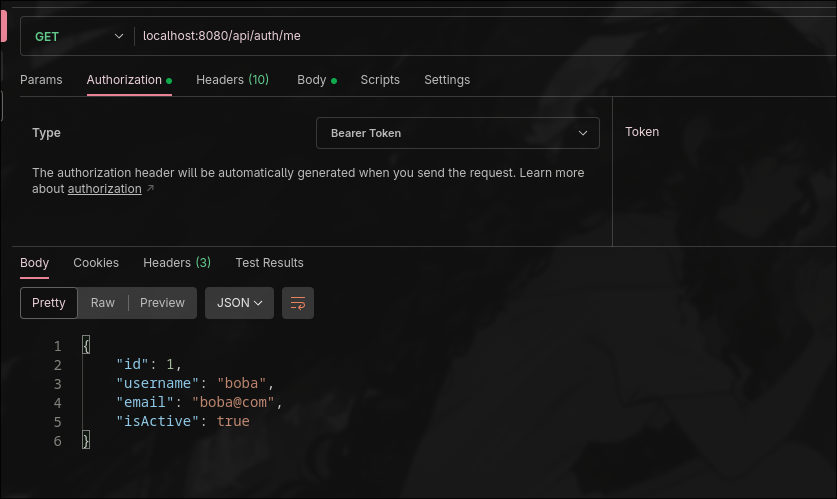 GET localhost:8080/api/auth/me
Params Authorization Headers (10) Body Scripts Settings
Type Bearer Token Token
The authorization header will be automatically generated when you send the request. Learn more
about authorization ↗
Body Cookies Headers (3) Test Results
Pretty Raw Preview JSON
1 {
2 "id": 1,
3 "username": "boba",
4 "email": "boba@com",
5 "isActive": true
6 }